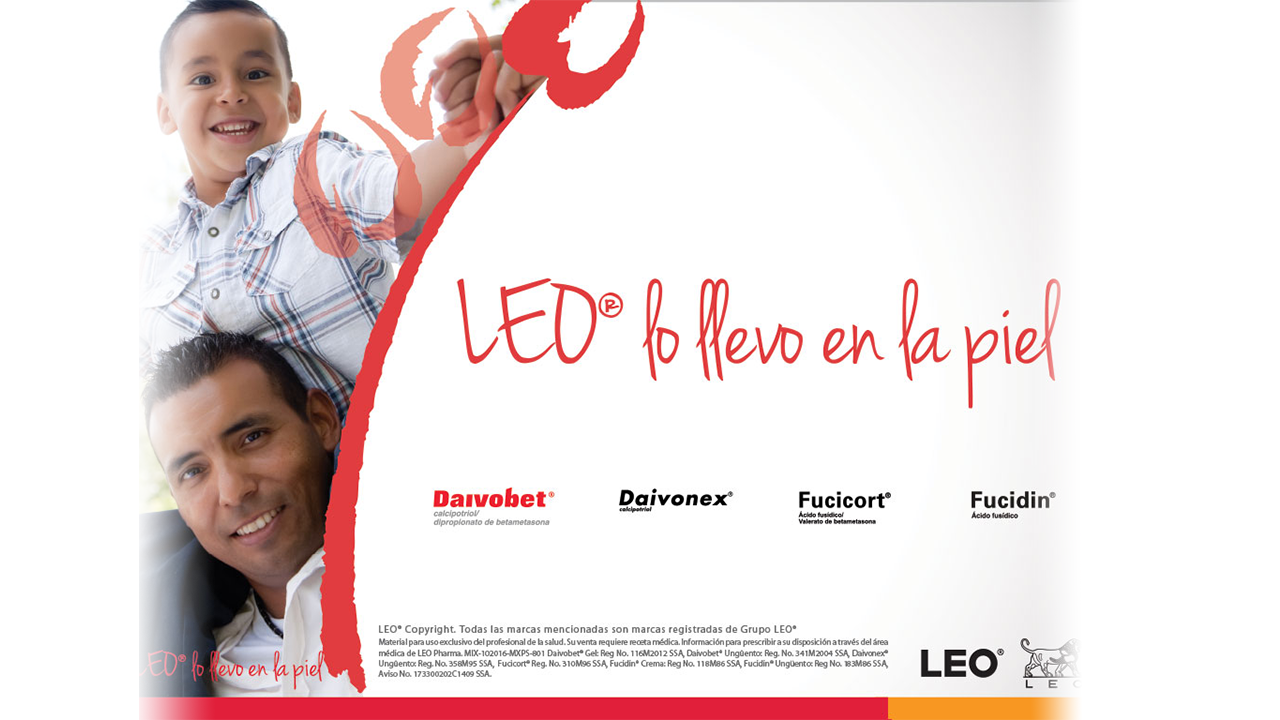 LEO® lo llevo en la piel
Daivobet®
calcipotriol/
dipropionato de betametasona
Daivonex®
calcipotriol
Fucicort®
Ácido fusídico/
Valerato de betametasona
Fucidin®
Ácido fusídico
LEO® Copyright. Todas las marcas mencionadas son marcas registradas de Grupo LEO®
Material para uso exclusivo del profesional de la salud. Su venta requiere receta médica. Información para prescribir a su disposición a través del área
médica de LEO Pharma. MIX-102016-MXPS-801 Daivobet® Gel: Reg No. 116M2012 SSA, Daivobet® Ungüento: Reg. No. 341M2004 SSA, Daivonex®
Ungüento: Reg. No. 358M95 SSA, Fucicort® Reg. No. 310M96 SSA, Fucidin® Crema: Reg No. 118M86 SSA, Fucidin® Ungüento: Reg No. 183M86 SSA,
Aviso No. 173300202C1409 SSA.
LEO® lo llevo en la piel
LEO®
LEO